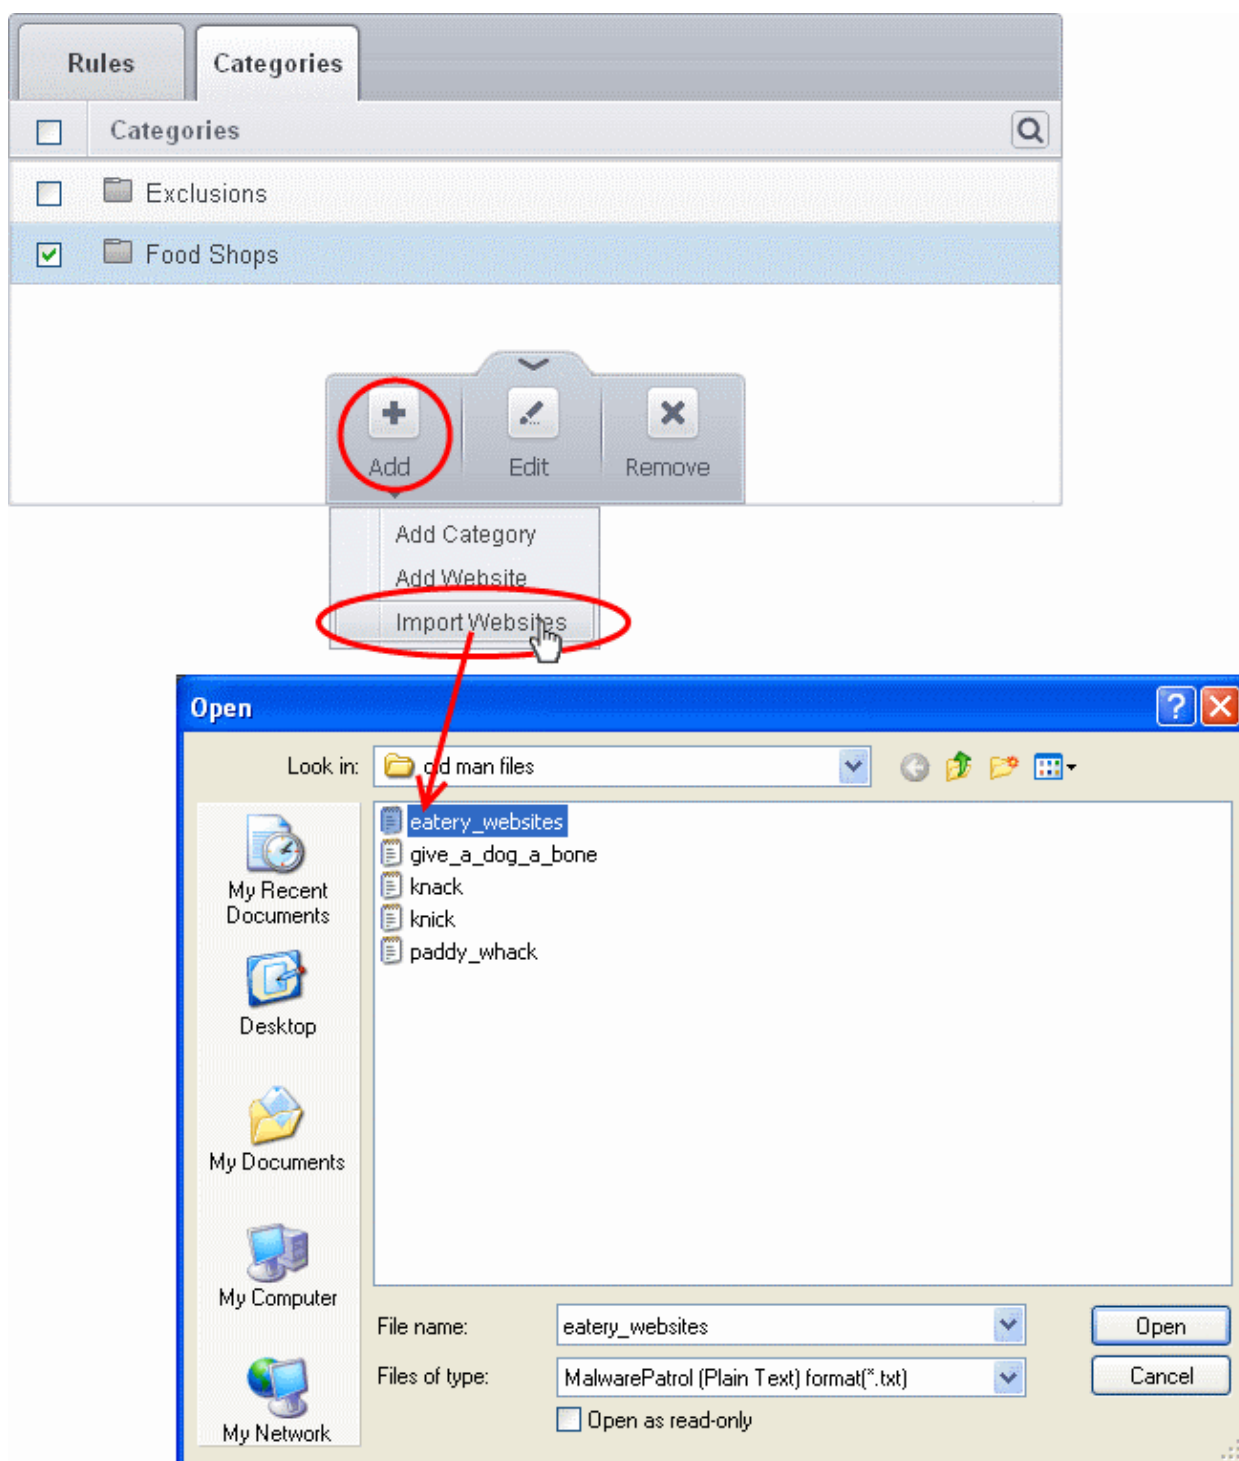 Rules
Categories
Categories
Exclusions
Food Shops
Add
Edit
Remove
Add Category
Add Website
Import Websites
Open
Look in:
old man files
eatery_websites
give_a_dog_a_bone
knack
knick
paddy_whack
My Recent
Documents
Desktop
My Documents
My Computer
My Network
File name:
eatery_websites
Open
Files of type:
MalwarePatrol (Plain Text) format(*.txt)
Cancel
Open as read-only